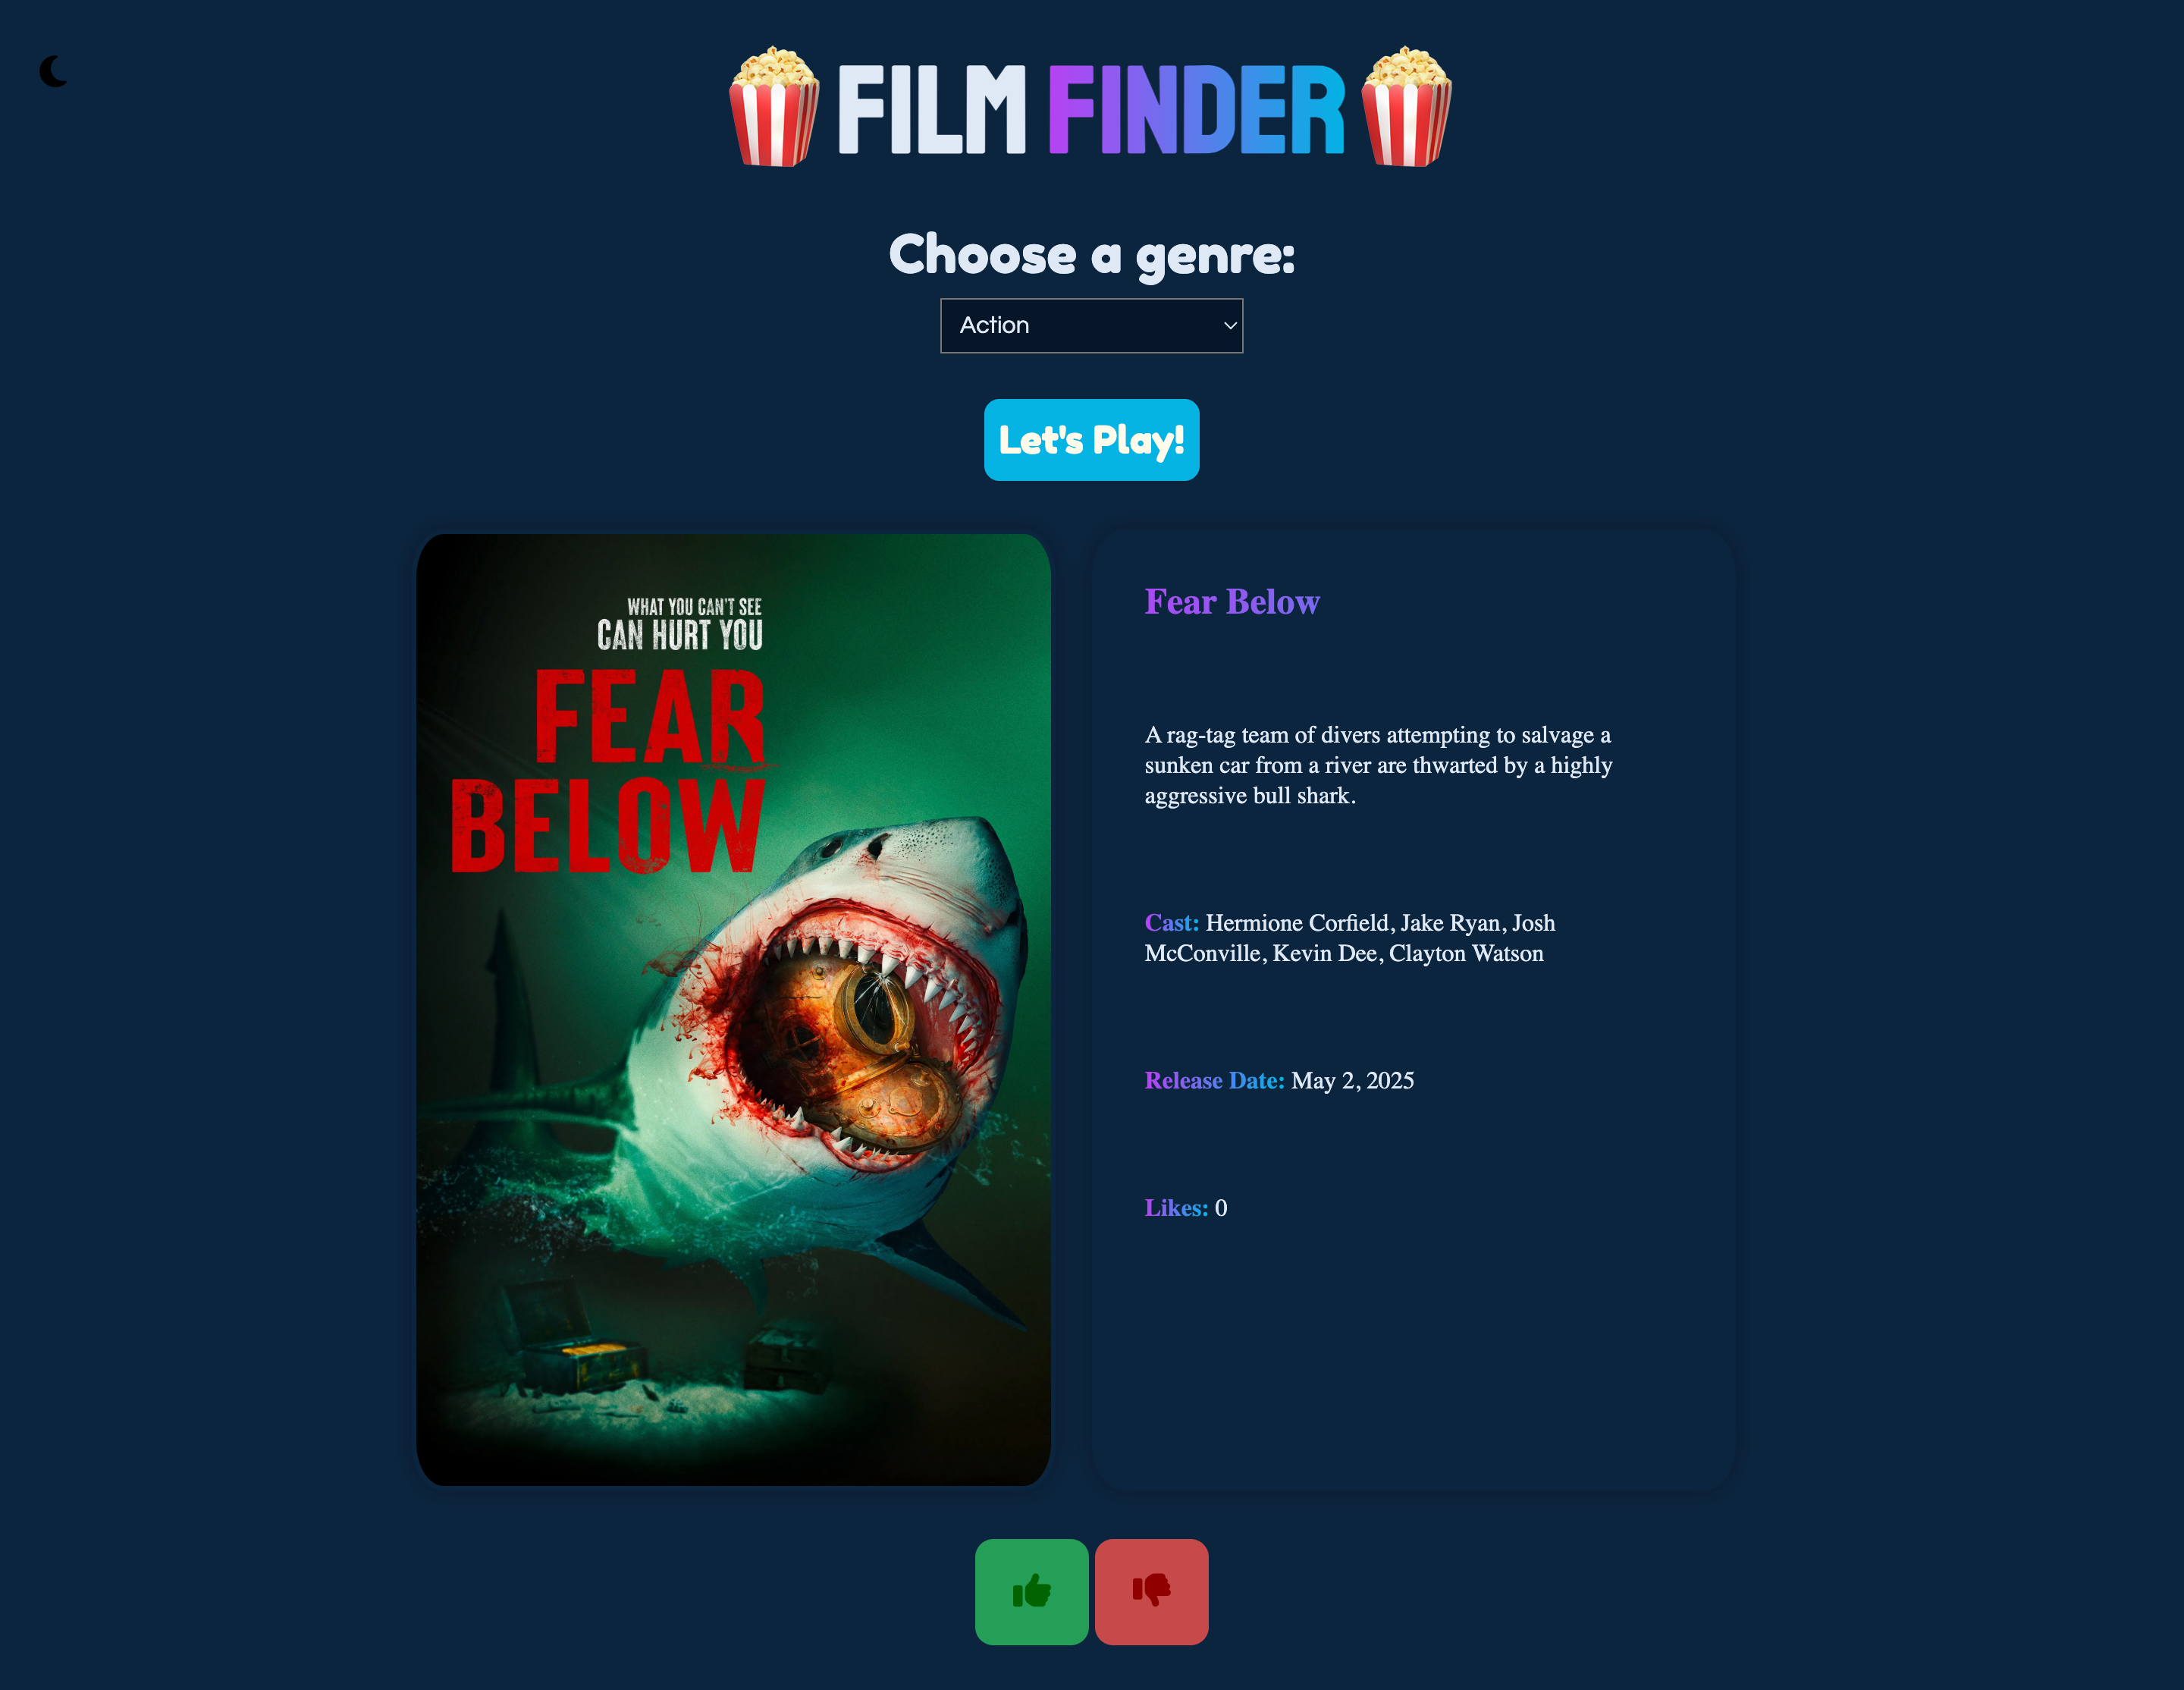 FILM FINDER
Choose a genre:
Action
Let's Play!
WHAT YOU CAN'T SEE
CAN HURT YOU
FEAR
BELOW
Fear Below
A rag-tag team of divers attempting to salvage a
sunken car from a river are thwarted by a highly
aggressive bull shark.
Cast: Hermione Corfield, Jake Ryan, Josh
McConville, Kevin Dee, Clayton Watson
Release Date: May 2, 2025
Likes: 0